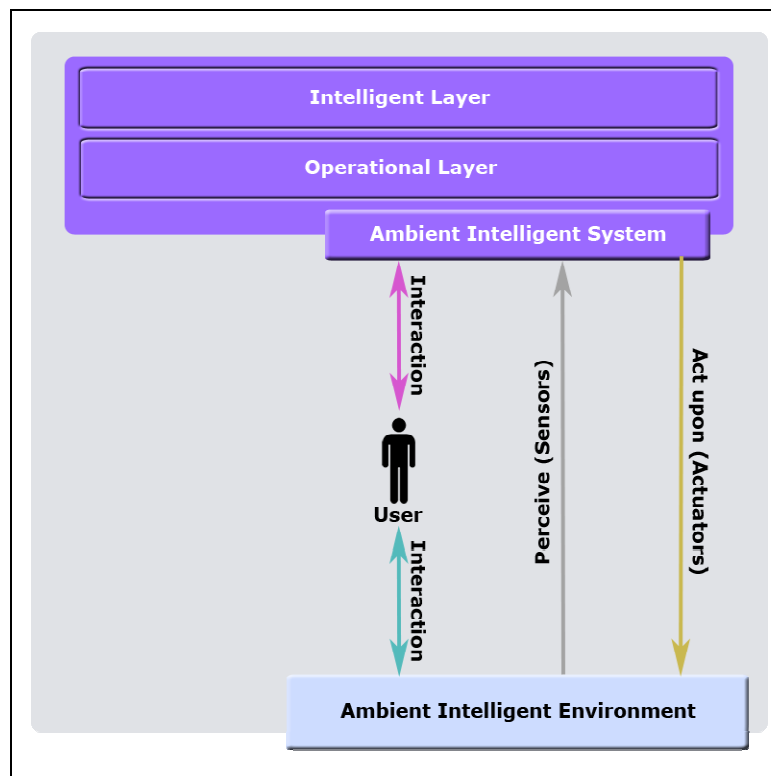 Intelligent Layer
Operational Layer
Ambient Intelligent System
Interaction
Perceive (Sensors)
Act upon (Actuators)
User
Interaction
Ambient Intelligent Environment